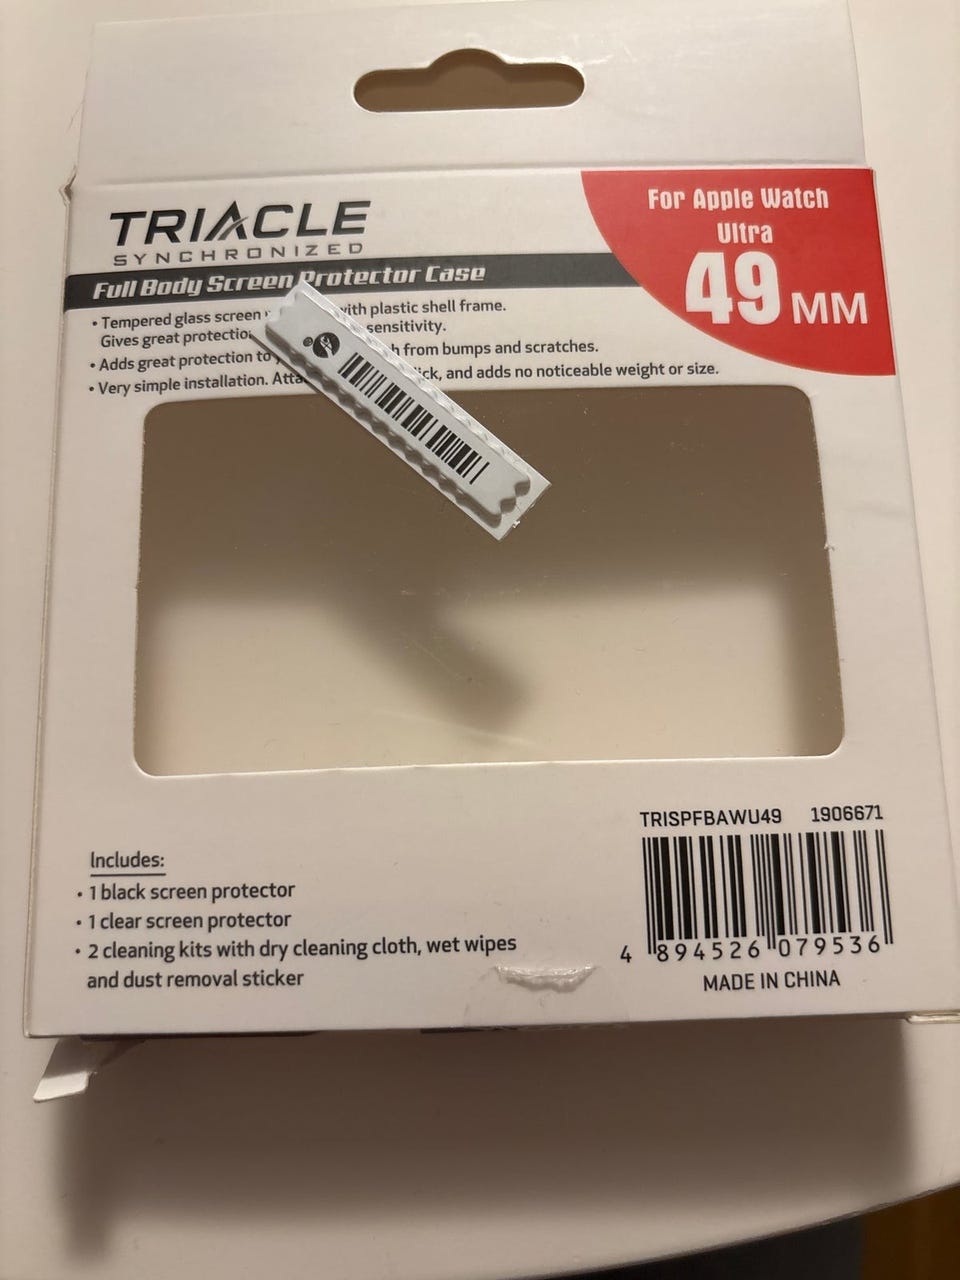 TRIACLE
SYNCHRONIZED
For Apple Watch
Ultra
49 MM
Full Body Screen Protector Case
• Tempered glass screen with plastic shell frame.
Gives great protection sensitivity.
• Adds great protection to from bumps and scratches.
• Very simple installation. and adds no noticeable weight or size.
Includes:
• 1 black screen protector
• 1 clear screen protector
• 2 cleaning kits with dry cleaning cloth, wet wipes
and dust removal sticker
TRISPFBAWU49 1906671
4 894526 079536
MADE IN CHINA